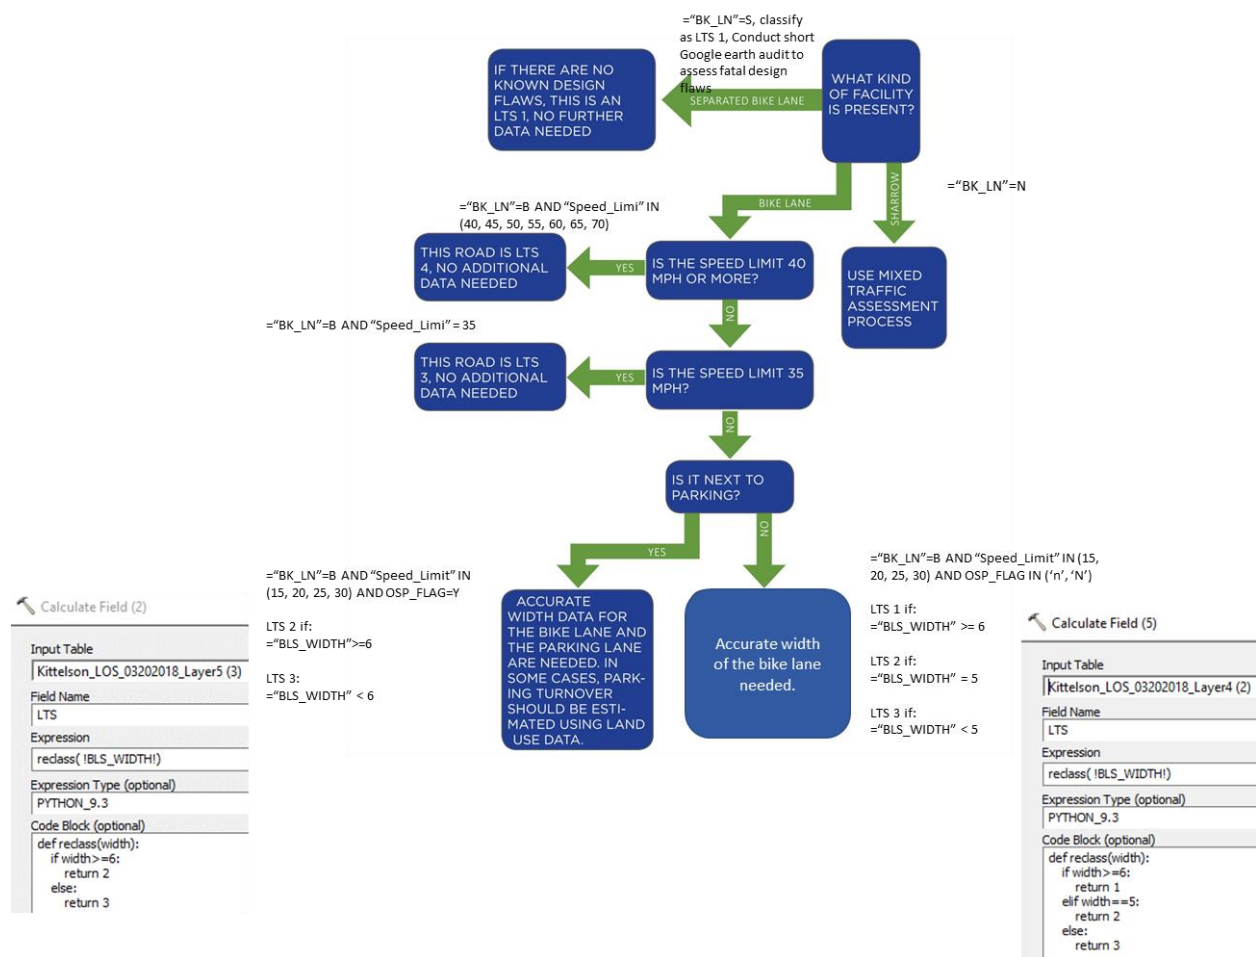 ="BK_LN"=S, classify
as LTS 1, Conduct short
Google earth audit to
assess fatal design
flaws
IF THERE ARE NO
KNOWN DESIGN
FLAWS, THIS IS AN
LTS 1, NO FURTHER
DATA NEEDED
SEPARATED BIKE LANE
WHAT KIND
OF FACILITY
IS PRESENT?
="BK_LN"=N
BIKE LANE
SHARROW
="BK_LN"=B AND "Speed_Limi" IN
(40, 45, 50, 55, 60, 65, 70)
THIS ROAD IS LTS
4, NO ADDITIONAL
DATA NEEDED
YES
IS THE SPEED LIMIT 40
MPH OR MORE?
USE MIXED
TRAFFIC
ASSESSMENT
PROCESS
NO
="BK_LN"=B AND "Speed_Limi" = 35
THIS ROAD IS LTS
3, NO ADDITIONAL
DATA NEEDED
YES
IS THE SPEED LIMIT 35
MPH?
NO
IS IT NEXT TO
PARKING?
YES
NO
="BK_LN"=B AND "Speed_Limit" IN
(15, 20, 25, 30) AND OSP_FLAG=Y
LTS 2 if:
="BLS_WIDTH">=6
LTS 3:
="BLS_WIDTH" < 6
ACCURATE
WIDTH DATA FOR
THE BIKE LANE AND
THE PARKING LANE
ARE NEEDED. IN
SOME CASES, PARK-
ING TURNOVER
SHOULD BE ESTI-
MATED USING LAND
USE DATA.
Accurate width
of the bike lane
needed.
="BK_LN"=B AND "Speed_Limit" IN (15,
20, 25, 30) AND OSP_FLAG IN ('n', 'N')
LTS 1 if:
="BLS_WIDTH" >= 6
LTS 2 if:
="BLS_WIDTH" = 5
LTS 3 if:
="BLS_WIDTH" < 5
Calculate Field (2)
Input Table
Kittelson_LOS_03202018_Layer5 (3)
Field Name
LTS
Expression
reclass( !BLS_WIDTH!)
Expression Type (optional)
PYTHON_9.3
Code Block (optional)
def reclass(width):
if width>=6:
return 2
else:
return 3
Calculate Field (5)
Input Table
Kittelson_LOS_03202018_Layer4 (2)
Field Name
LTS
Expression
reclass( !BLS_WIDTH!)
Expression Type (optional)
PYTHON_9.3
Code Block (optional)
def reclass(width):
if width>=6:
return 1
elif width==5:
return 2
else:
return 3